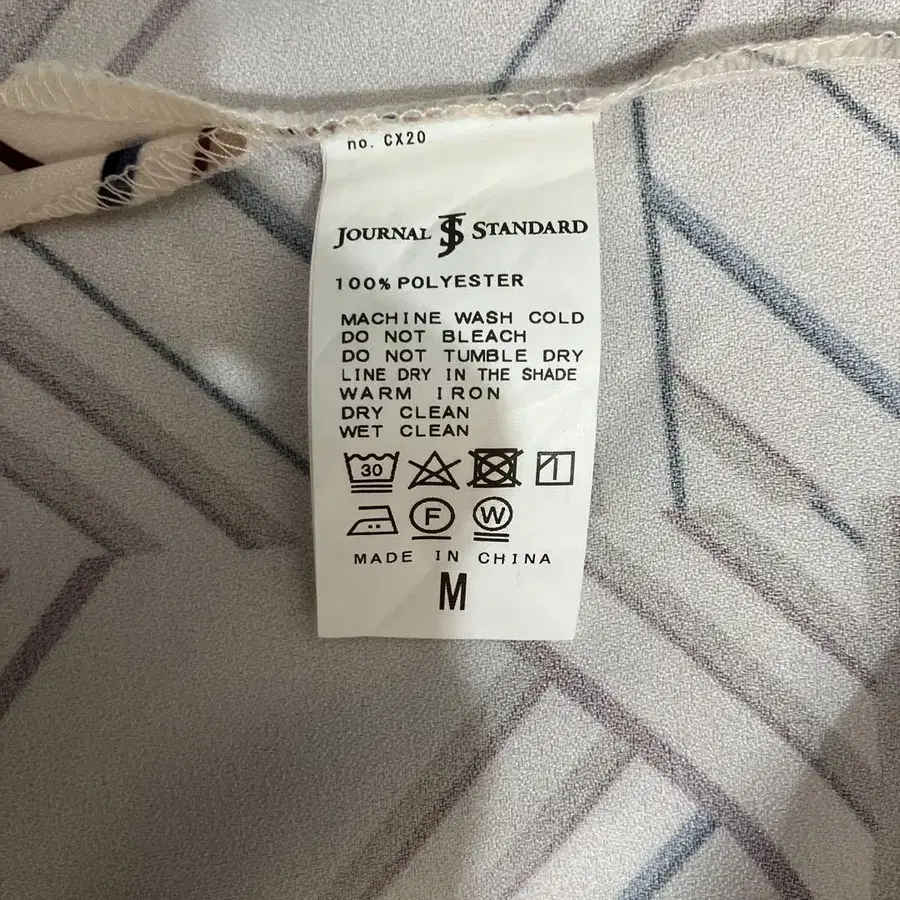 no. CX20
JOURNAL JS STANDARD
100% POLYESTER
MACHINE WASH COLD
DO NOT BLEACH
DO NOT TUMBLE DRY
LINE DRY IN THE SHADE
WARM IRON
DRY CLEAN
WET CLEAN
30
F W
MADE IN CHINA
M